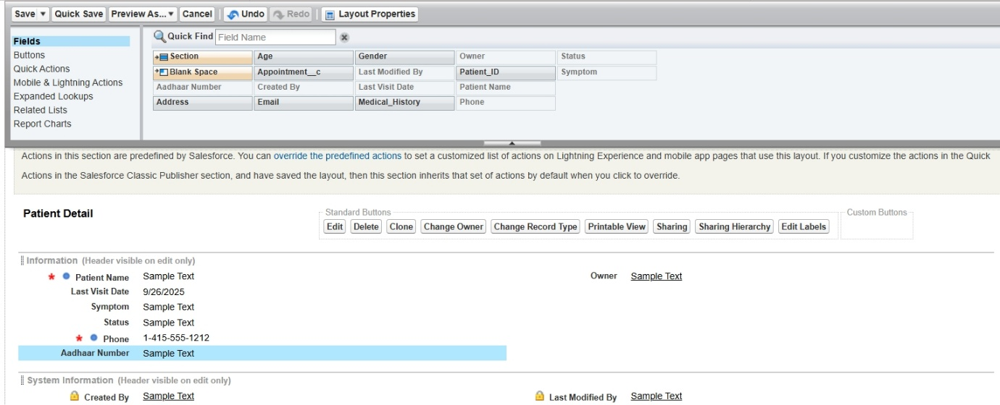 Save Quick Save Preview As... Cancel Undo Redo Layout Properties
Fields
Buttons
Quick Actions
Mobile & Lightning Actions
Expanded Lookups
Related Lists
Report Charts
Quick Find Field Name
Section Age Gender Owner Status
Blank Space Appointment__c Last Modified By Patient_ID Symptom
Aadhaar Number Created By Last Visit Date Patient Name
Address Email Medical_History Phone
Actions in this section are predefined by Salesforce. You can override the predefined actions to set a customized list of actions on Lightning Experience and mobile app pages that use this layout. If you customize the actions in the Quick
Actions in the Salesforce Classic Publisher section, and have saved the layout, then this section inherits that set of actions by default when you click to override.
Patient Detail
Standard Buttons
Edit Delete Clone Change Owner Change Record Type Printable View Sharing Sharing Hierarchy Edit Labels
Custom Buttons
Information (Header visible on edit only)
* Patient Name Sample Text Owner Sample Text
Last Visit Date 9/26/2025
Symptom Sample Text
Status Sample Text
* Phone 1-415-555-1212
Aadhaar Number Sample Text
System Information (Header visible on edit only)
Created By Sample Text Last Modified By Sample Text